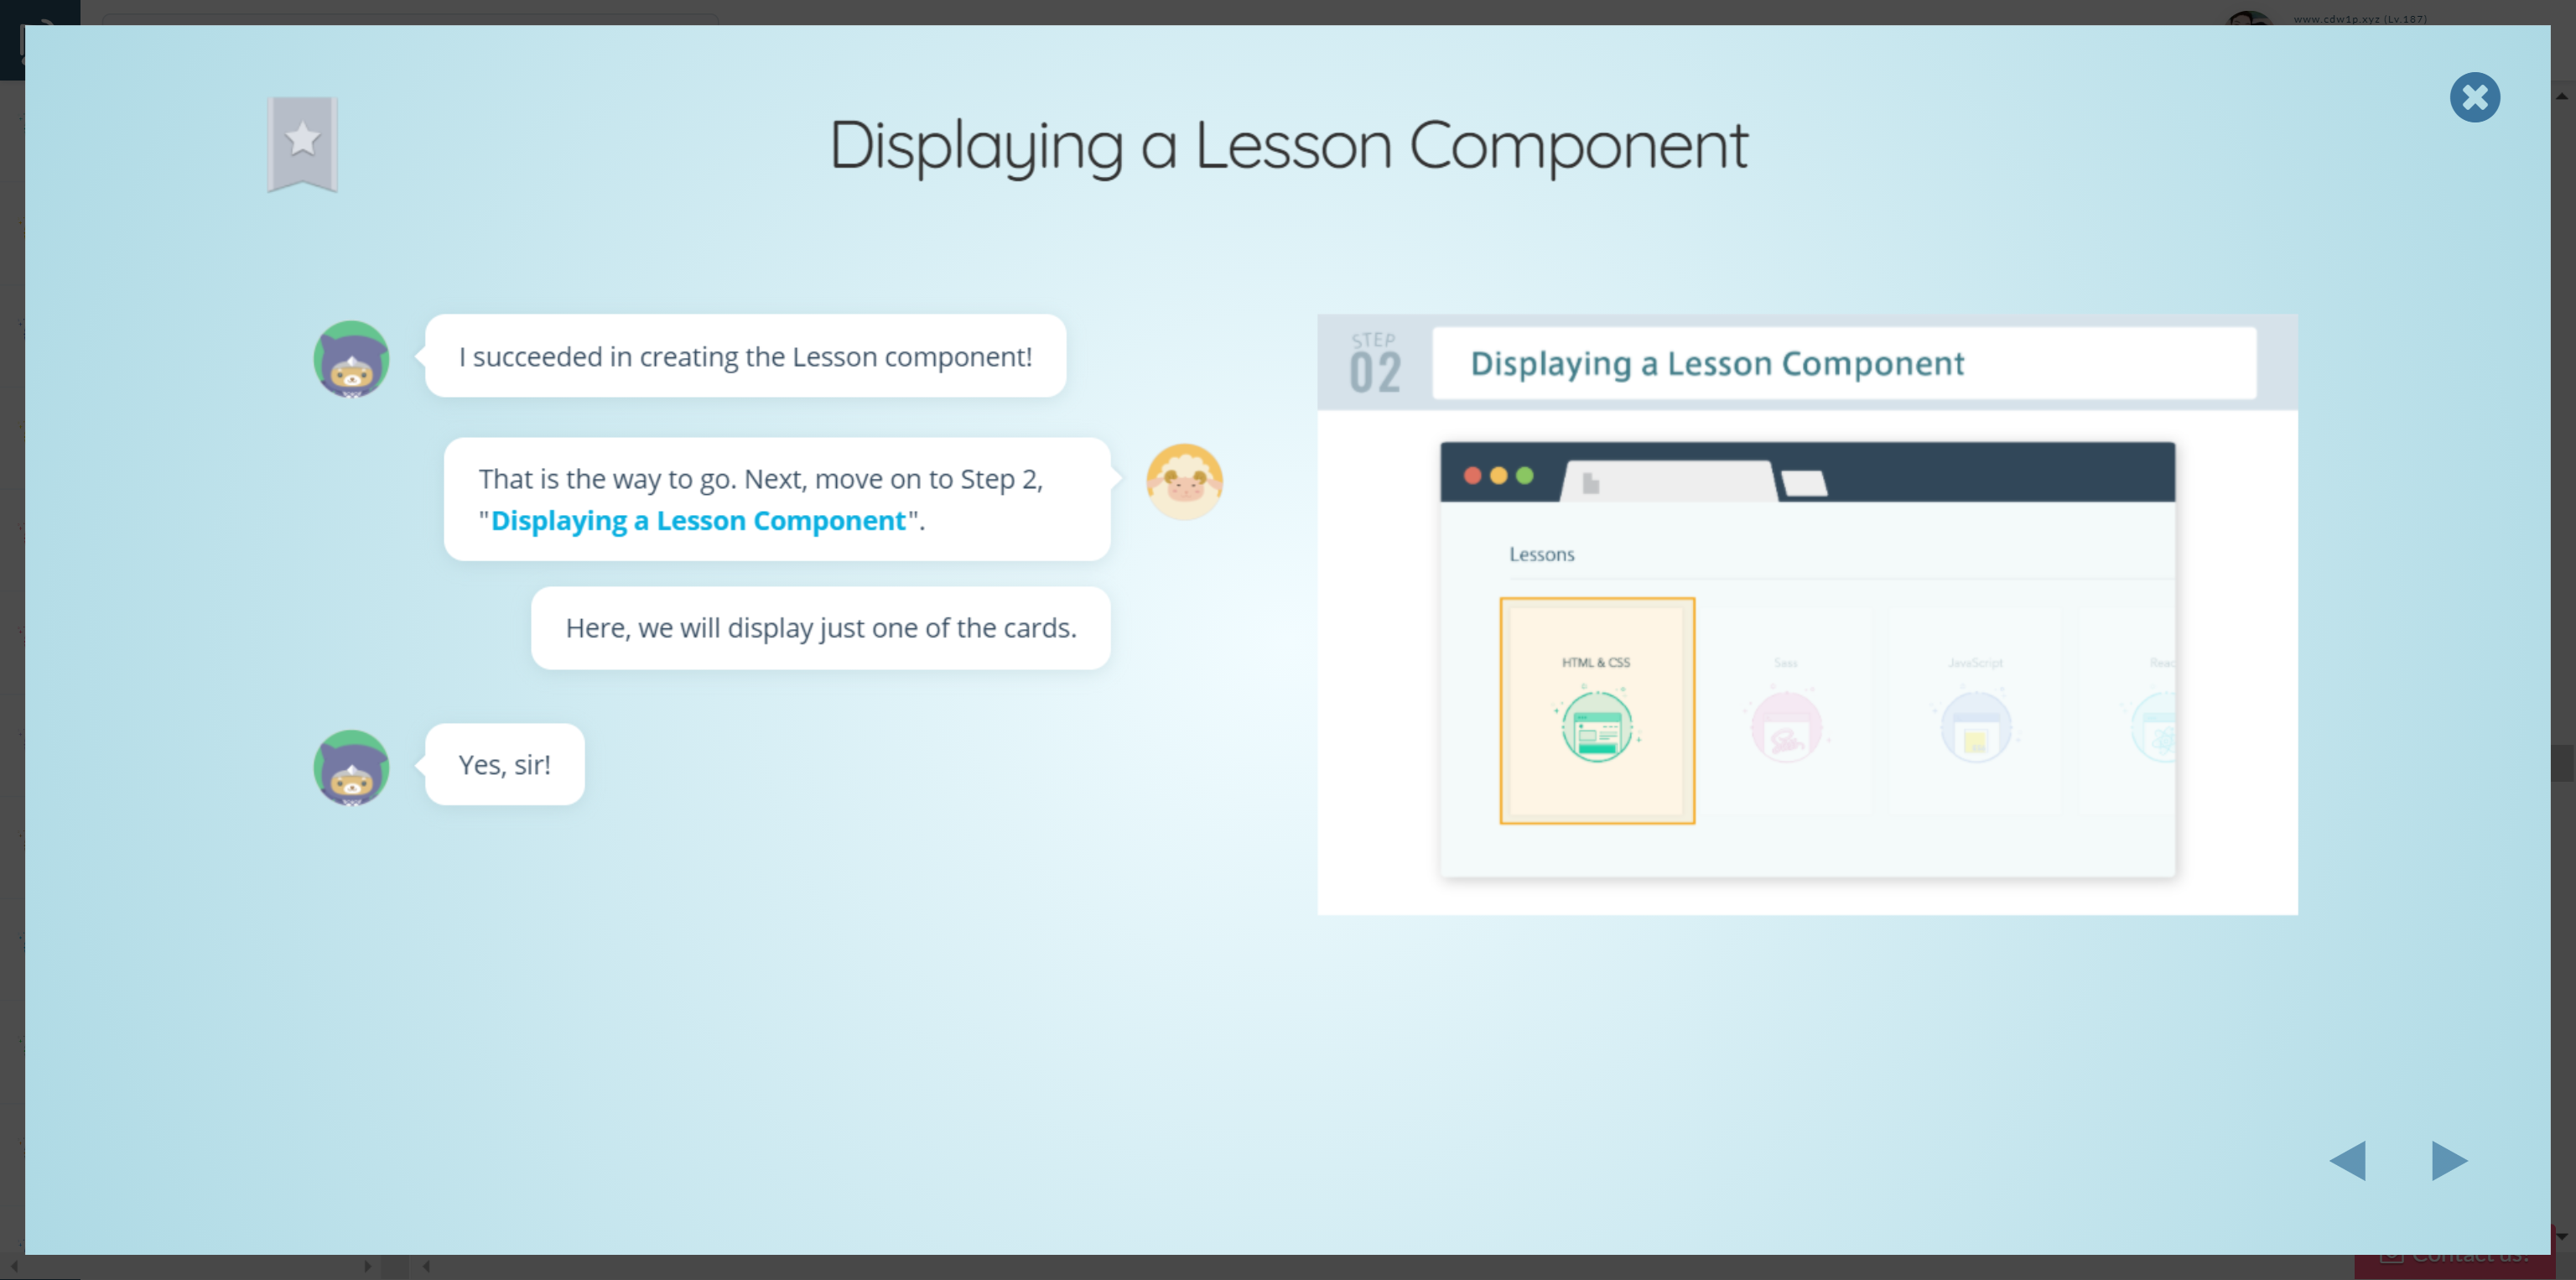 www.cdw1p.xyz (Lv.187)
Displaying a Lesson Component
I succeeded in creating the Lesson component!
That is the way to go. Next, move on to Step 2,
"Displaying a Lesson Component".
Here, we will display just one of the cards.
Yes, sir!
STEP
02
Displaying a Lesson Component
Lessons
HTML & CSS
Sass
JavaScript
Reac
Contact us!